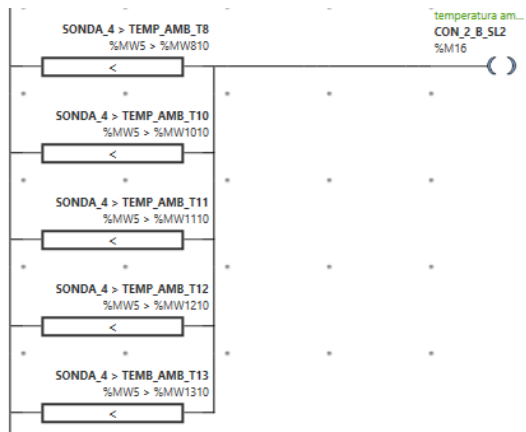 temperatura am...
SONDA_4 > TEMP_AMB_T8
CON_2_B_SL2
%MW5 > %MW810
%M16
<
( )
SONDA_4 > TEMP_AMB_T10
%MW5 > %MW1010
<
SONDA_4 > TEMP_AMB_T11
%MW5 > %MW1110
<
SONDA_4 > TEMP_AMB_T12
%MW5 > %MW1210
<
SONDA_4 > TEMB_AMB_T13
%MW5 > %MW1310
<